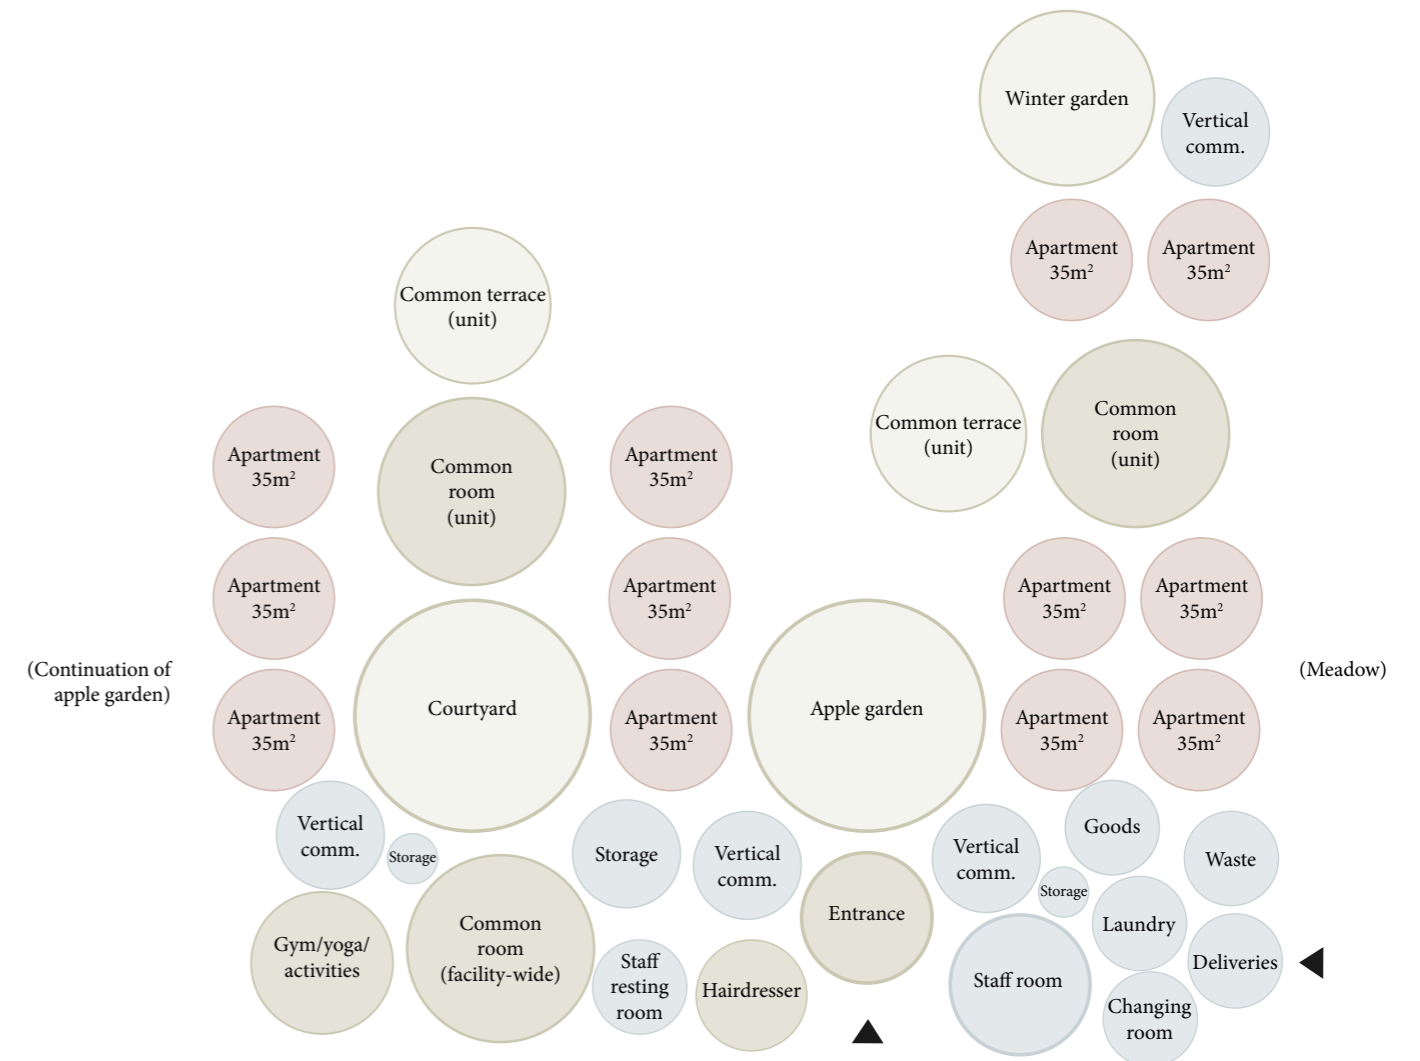 Winter garden
Vertical
comm.
Apartment
35m²
Apartment
35m²
Common terrace
(unit)
Common terrace
(unit)
Common
room
(unit)
Apartment
35m²
Common
room
(unit)
Apartment
35m²
Apartment
35m²
Apartment
35m²
Apartment
35m²
Apartment
35m²
(Continuation of
apple garden)
Apartment
35m²
Courtyard
Apartment
35m²
Apple garden
Apartment
35m²
Apartment
35m²
(Meadow)
Vertical
comm.
Storage
Storage
Vertical
comm.
Vertical
comm.
Goods
Waste
Storage
Gym/yoga/
activities
Common
room
(facility-wide)
Staff
resting
room
Hairdresser
Entrance
Staff room
Laundry
Deliveries
Changing
room